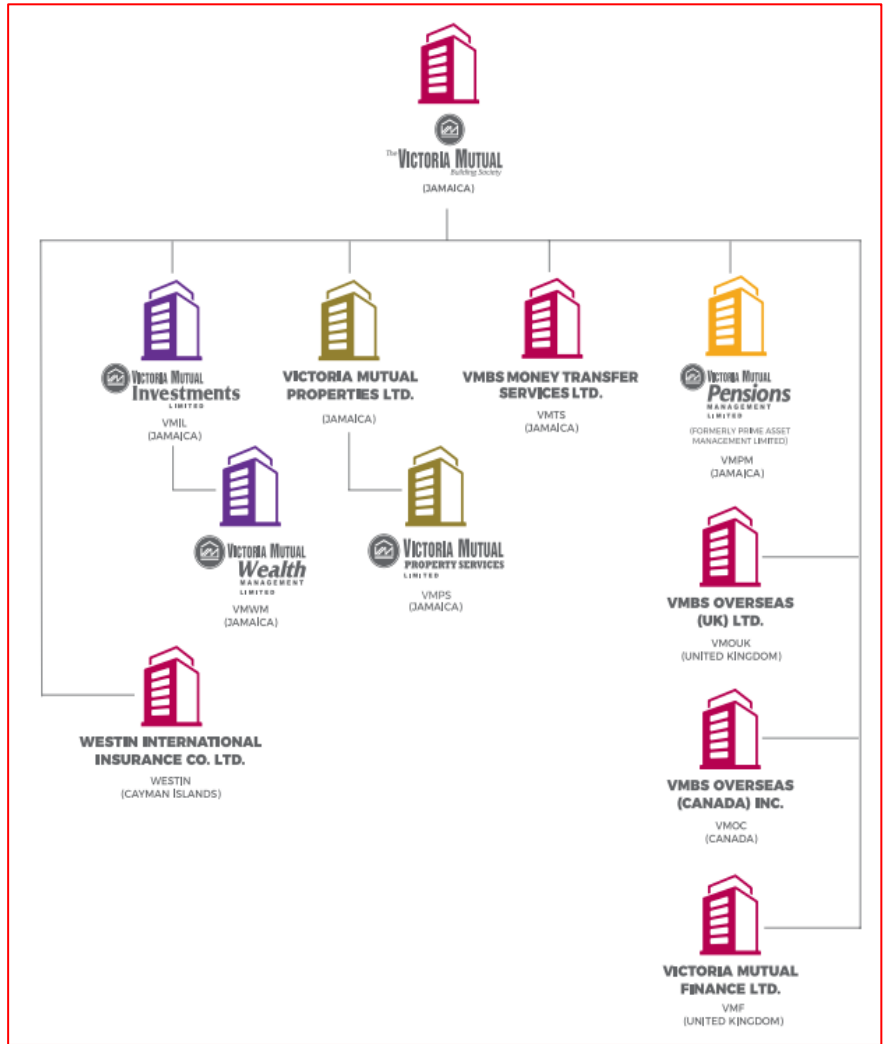 The VICTORIA MUTUAL
Building Society
(JAMAICA)
VICTORIA MUTUAL
Investments
LIMITED
VMIL
(JAMAICA)
VICTORIA MUTUAL
PROPERTIES LTD.
(JAMAICA)
VMBS MONEY TRANSFER
SERVICES LTD.
VMTS
(JAMAICA)
VICTORIA MUTUAL
Pensions
MANAGEMENT
LIMITED
(FORMERLY PRIME ASSET
MANAGEMENT LIMITED)
VMPM
(JAMAICA)
VICTORIA MUTUAL
Wealth
MANAGEMENT
LIMITED
VMWM
(JAMAICA)
VICTORIA MUTUAL
PROPERTY SERVICES
LIMITED
VMPS
(JAMAICA)
VMBS OVERSEAS
(UK) LTD.
VMOUK
(UNITED KINGDOM)
WESTIN INTERNATIONAL
INSURANCE CO. LTD.
WESTIN
(CAYMAN ISLANDS)
VMBS OVERSEAS
(CANADA) INC.
VMOC
(CANADA)
VICTORIA MUTUAL
FINANCE LTD.
VMF
(UNITED KINGDOM)